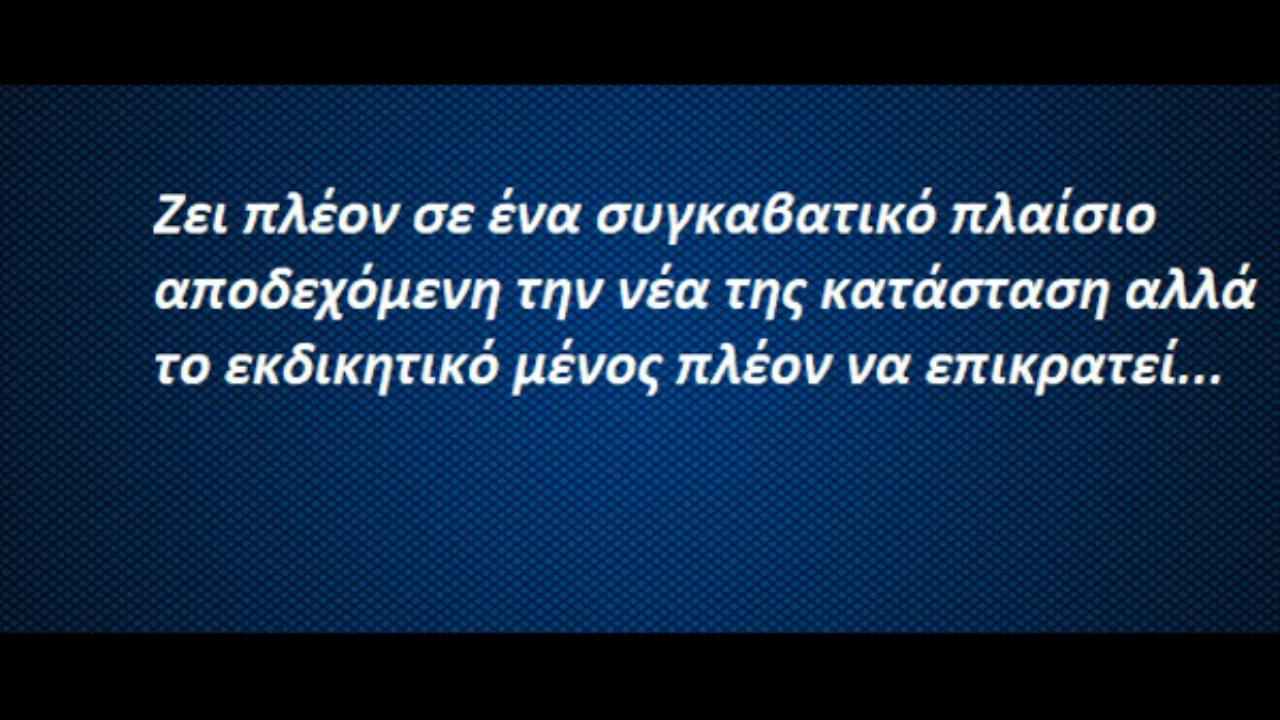 Ζει πλέον σε ένα συγκαβατικό πλαίσιο
αποδεχόμενη την νέα της κατάσταση αλλά
το εκδικητικό μένος πλέον να επικρατεί...